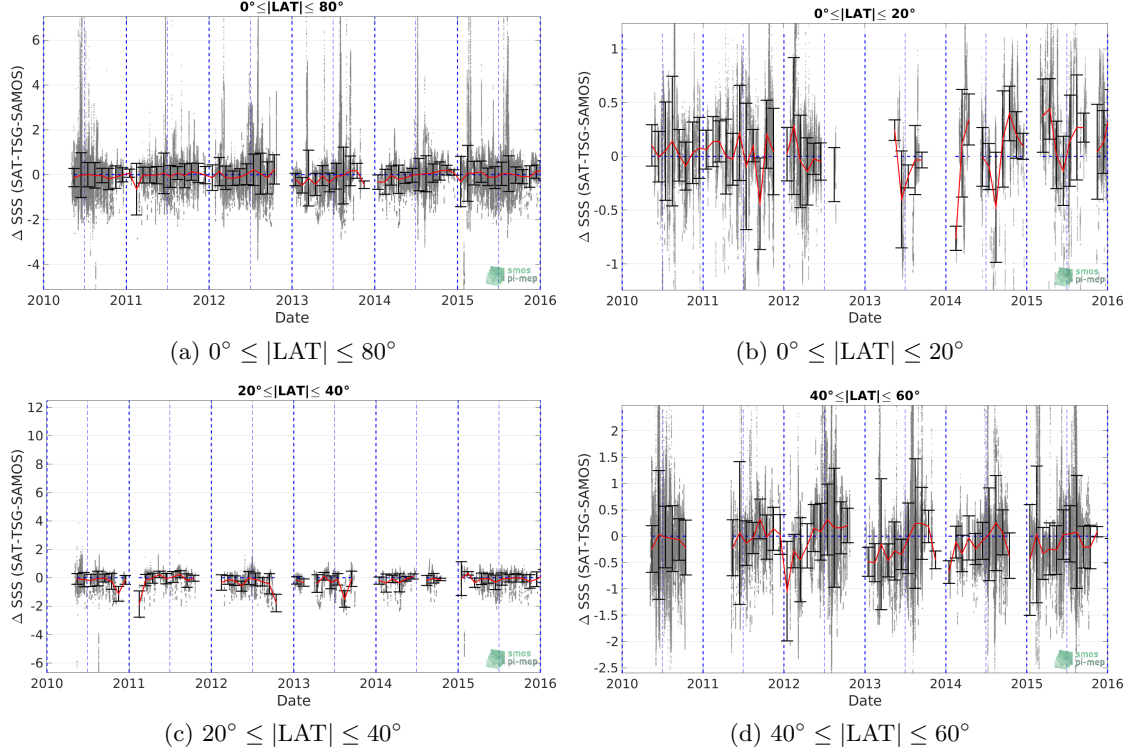 0°≤|LAT|≤ 80°
Δ SSS (SAT-TSG-SAMOS)
6
4
2
0
-2
-4
2010 2011 2012 2013 2014 2015 2016
Date
smos
pi-mep
(a) 0° ≤ |LAT| ≤ 80°
0°≤|LAT|≤ 20°
Δ SSS (SAT-TSG-SAMOS)
1
0.5
0
-0.5
-1
2010 2011 2012 2013 2014 2015 2016
Date
smos
pi-mep
(b) 0° ≤ |LAT| ≤ 20°
20°≤|LAT|≤ 40°
Δ SSS (SAT-TSG-SAMOS)
12
10
8
6
4
2
0
-2
-4
-6
2010 2011 2012 2013 2014 2015 2016
Date
smos
pi-mep
(c) 20° ≤ |LAT| ≤ 40°
40°≤|LAT|≤ 60°
Δ SSS (SAT-TSG-SAMOS)
2
1.5
1
0.5
0
-0.5
-1
-1.5
-2
-2.5
2010 2011 2012 2013 2014 2015 2016
Date
smos
pi-mep
(d) 40° ≤ |LAT| ≤ 60°